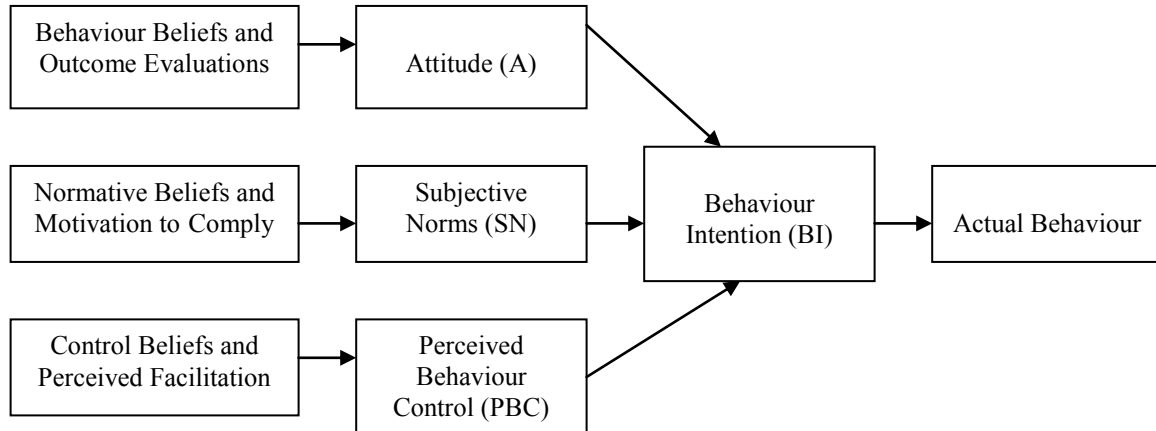 Behaviour Beliefs and
Outcome Evaluations
Attitude (A)
Normative Beliefs and
Motivation to Comply
Subjective
Norms (SN)
Behaviour
Intention (BI)
Actual Behaviour
Control Beliefs and
Perceived Facilitation
Perceived
Behaviour
Control (PBC)